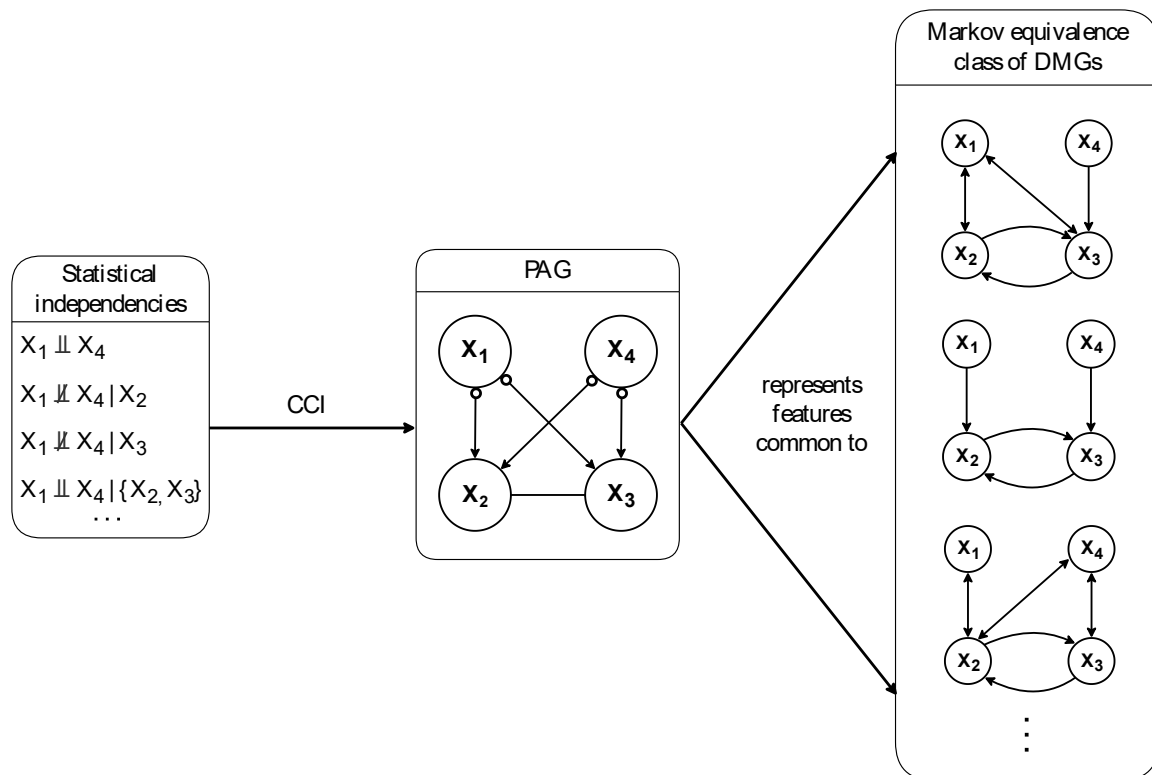 Statistical
independencies
X1 ⫫ X4
X1 ⫫̸ X4 | X2
X1 ⫫̸ X4 | X3
X1 ⫫ X4 | {X2, X3}
...
CCI
PAG
X1 X4
X2 X3
represents
features
common to
Markov equivalence
class of DMGs
X1 X4
X2 X3
X1 X4
X2 X3
X1 X4
X2 X3
⋮